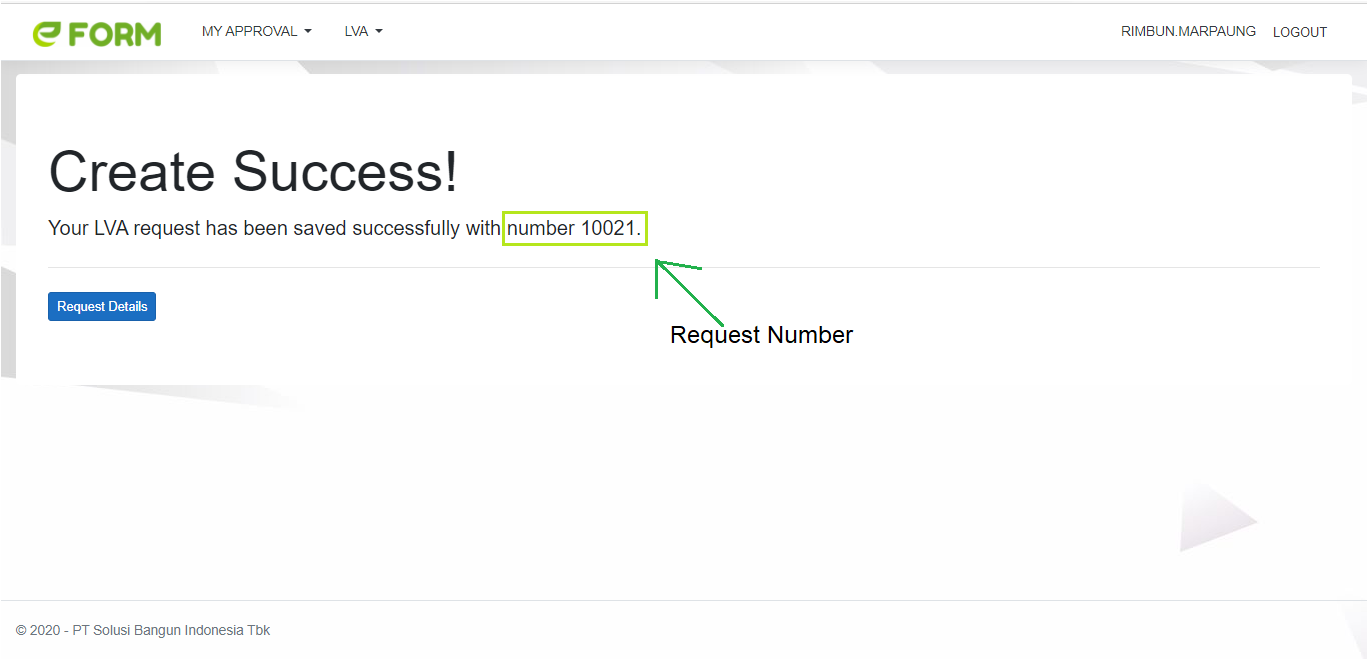 e FORM MY APPROVAL LVA RIMBUN.MARPAUNG LOGOUT
Create Success!
Your LVA request has been saved successfully with number 10021.
Request Details
Request Number
© 2020 - PT Solusi Bangun Indonesia Tbk